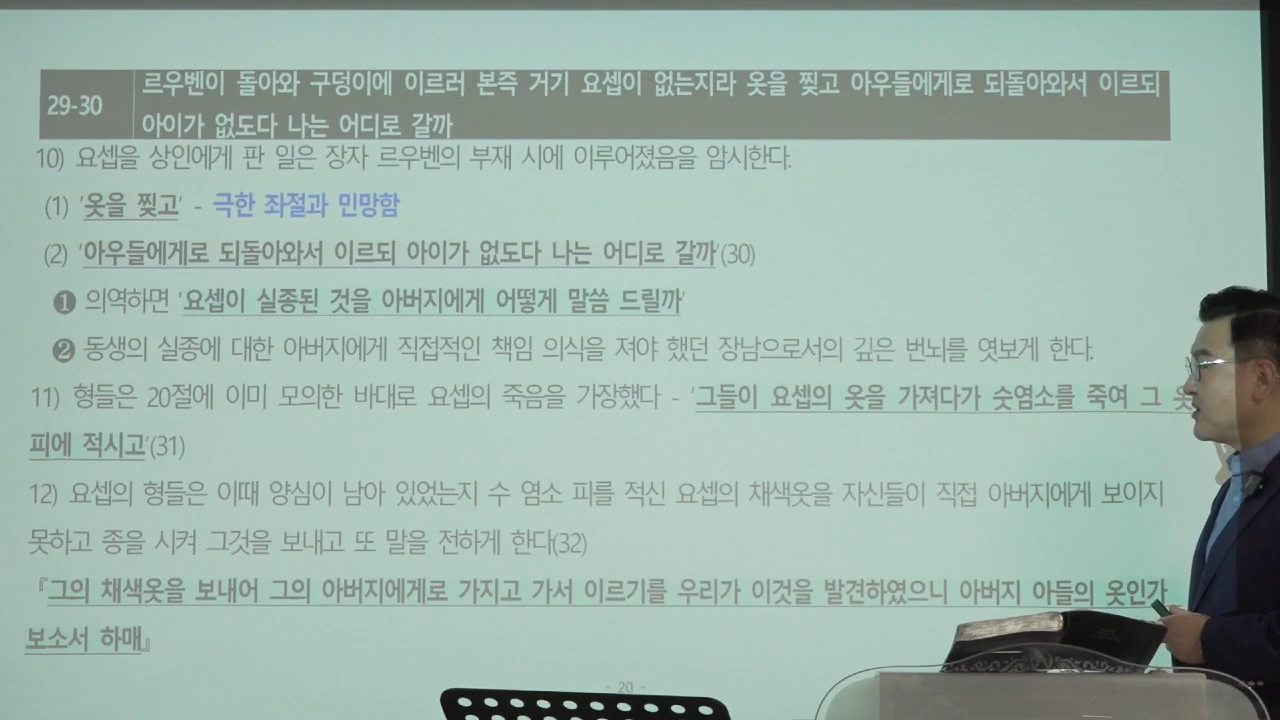 29-30
르우벤이 돌아와 구덩이에 이르러 본즉 거기 요셉이 없는지라 옷을 찢고 아우들에게로 되돌아와서 이르되
아이가 없도다 나는 어디로 갈까
10) 요셉을 상인에게 판 일은 장자 르우벤의 부재 시에 이루어졌음을 암시한다.
(1) '옷을 찢고' - 극한 좌절과 민망함
(2) '아우들에게로 되돌아와서 이르되 아이가 없도다 나는 어디로 갈까'(30)
❶ 의역하면 '요셉이 실종된 것을 아버지에게 어떻게 말씀 드릴까'
❷ 동생의 실종에 대한 아버지에게 직접적인 책임 의식을 져야 했던 장남으로서의 깊은 번뇌를 엿보게 한다.
11) 형들은 20절에 이미 모의한 바대로 요셉의 죽음을 가장했다 - '그들이 요셉의 옷을 가져다가 숫염소를 죽여 그 옷을
피에 적시고'(31)
12) 요셉의 형들은 이때 양심이 남아 있었는지 수 염소 피를 적신 요셉의 채색옷을 자신들이 직접 아버지에게 보이지
못하고 종을 시켜 그것을 보내고 또 말을 전하게 한다(32)
『그의 채색옷을 보내어 그의 아버지에게로 가지고 가서 이르기를 우리가 이것을 발견하였으니 아버지 아들의 옷인가
보소서 하매』
- 20 -